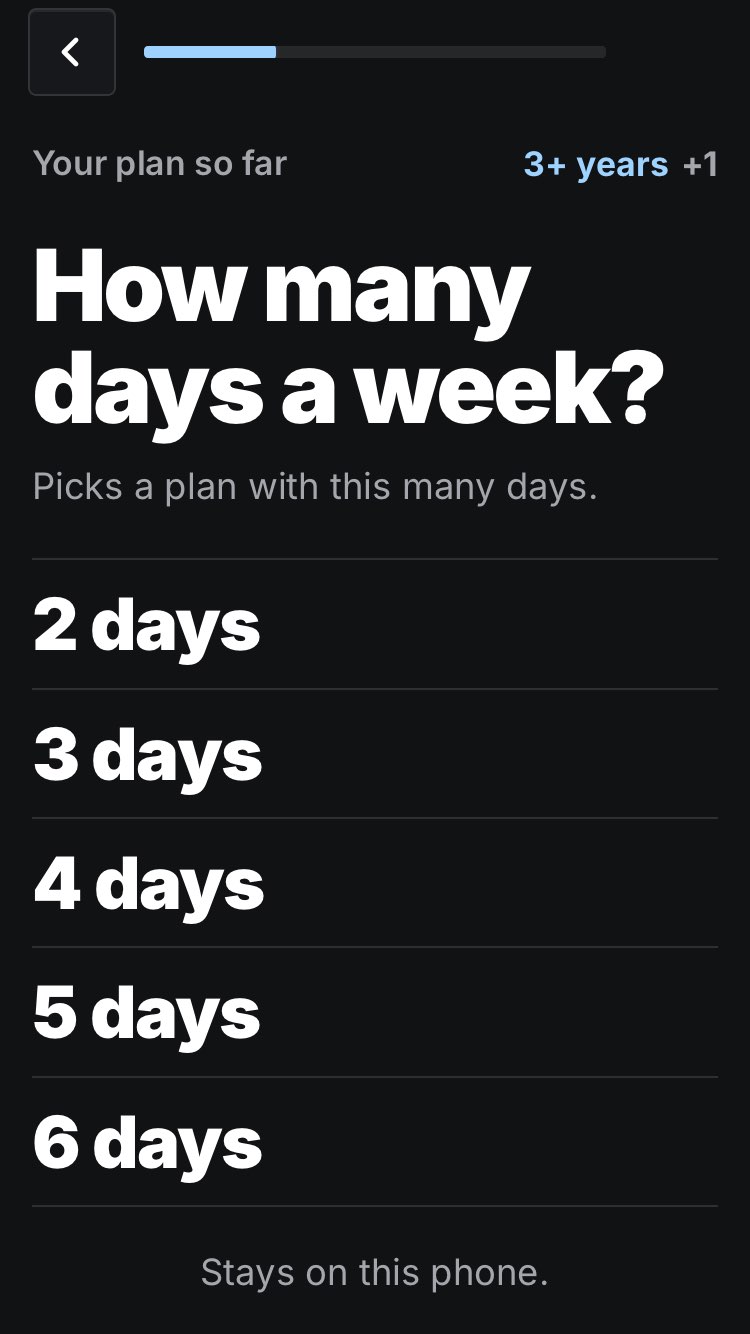 Your plan so far
3+ years +1
How many
days a week?
Picks a plan with this many days.
2 days
3 days
4 days
5 days
6 days
Stays on this phone.